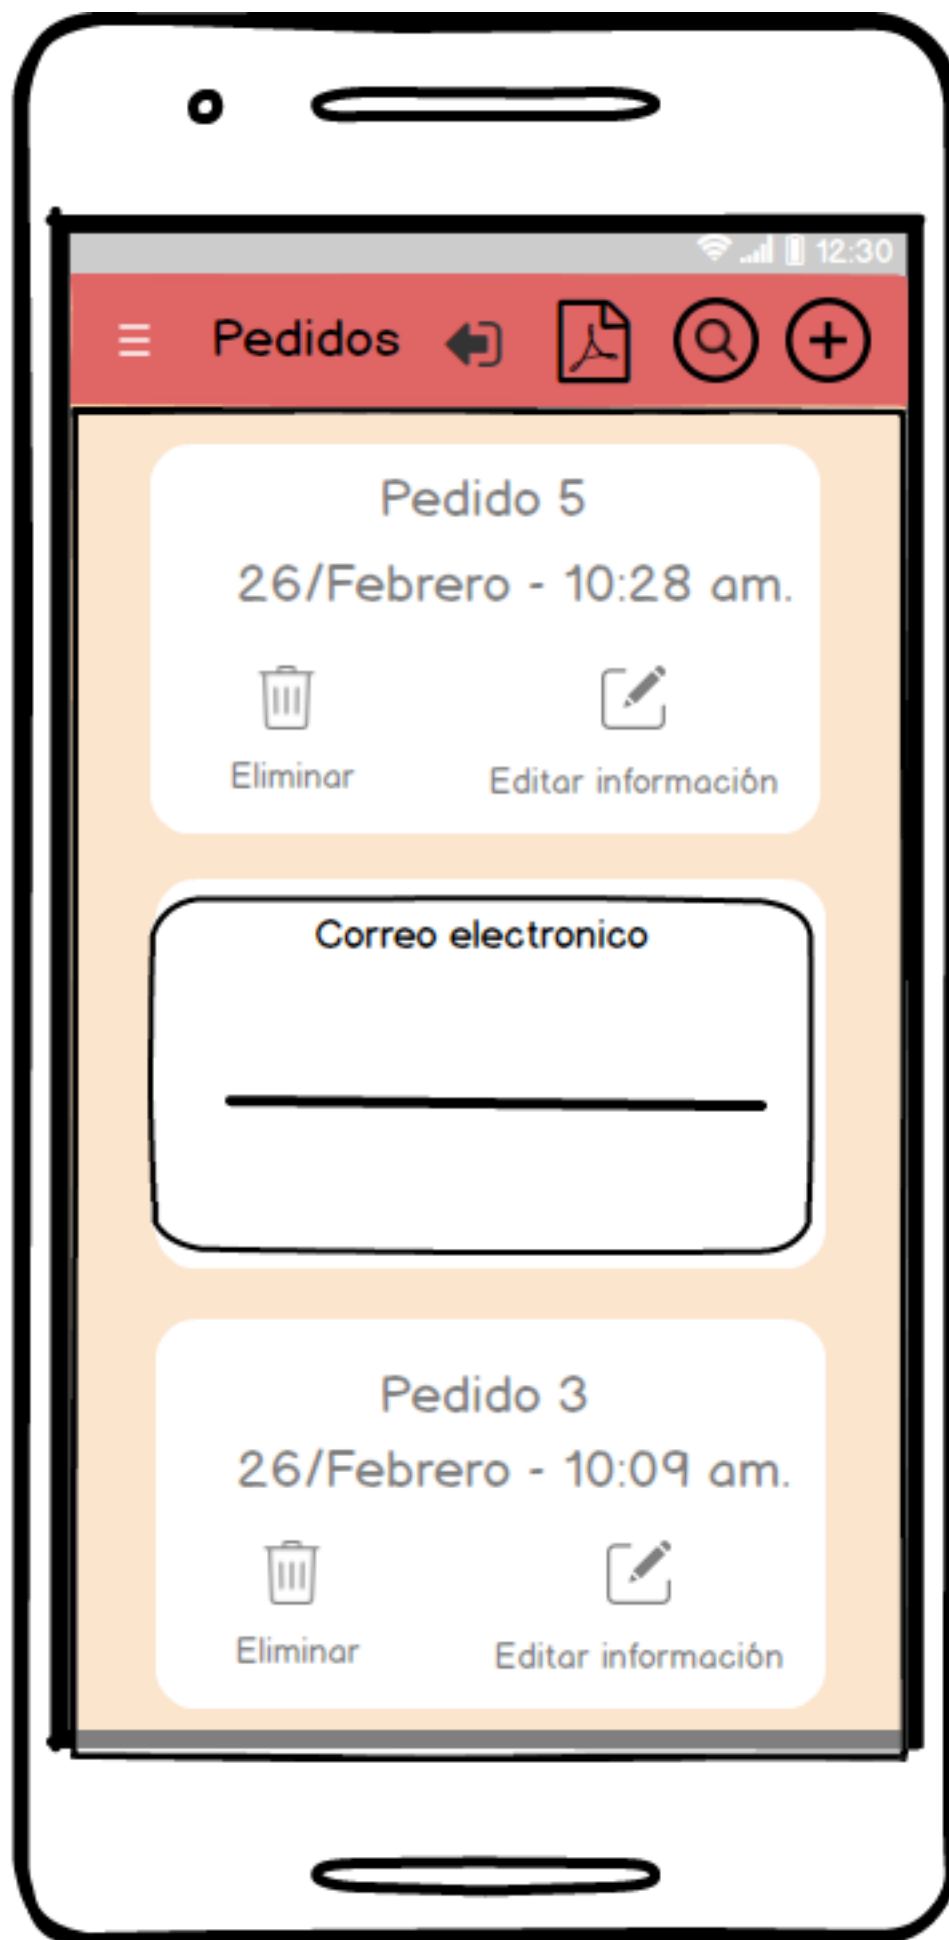 12:30
Pedidos
Pedido 5
26/Febrero - 10:28 am.
Eliminar
Editar información
Correo electronico
Pedido 3
26/Febrero - 10:09 am.
Eliminar
Editar información